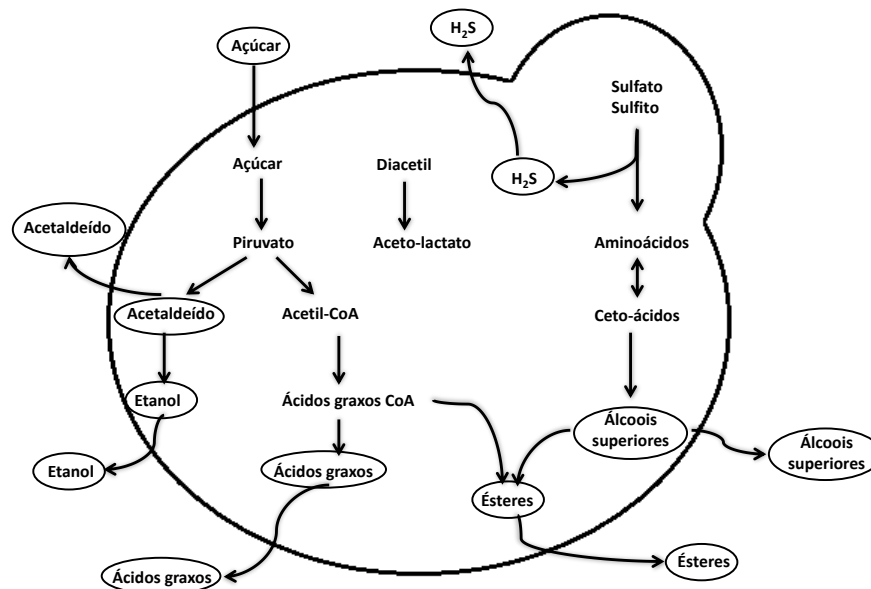 H₂S
Açúcar
Sulfato
Sulfito
Açúcar
Diacetil
H₂S
Acetaldeído
Piruvato
Aceto-lactato
Aminoácidos
Acetaldeído
Acetil-CoA
Ceto-ácidos
Etanol
Ácidos graxos CoA
Álcoois
superiores
Álcoois
superiores
Etanol
Ácidos graxos
Ésteres
Ésteres
Ácidos graxos